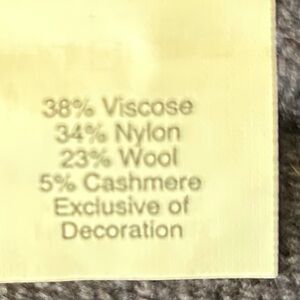 38% Viscose
34% Nylon
23% Wool
5% Cashmere
Exclusive of
Decoration